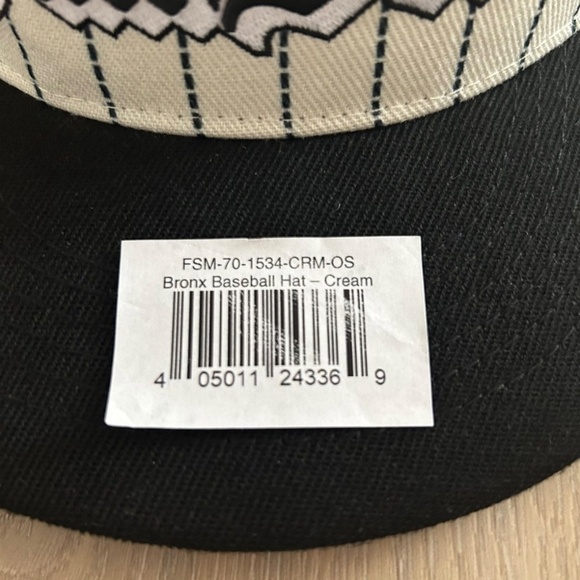 FSM-70-1534-CRM-OS
Bronx Baseball Hat – Cream
4 05011 24336 9